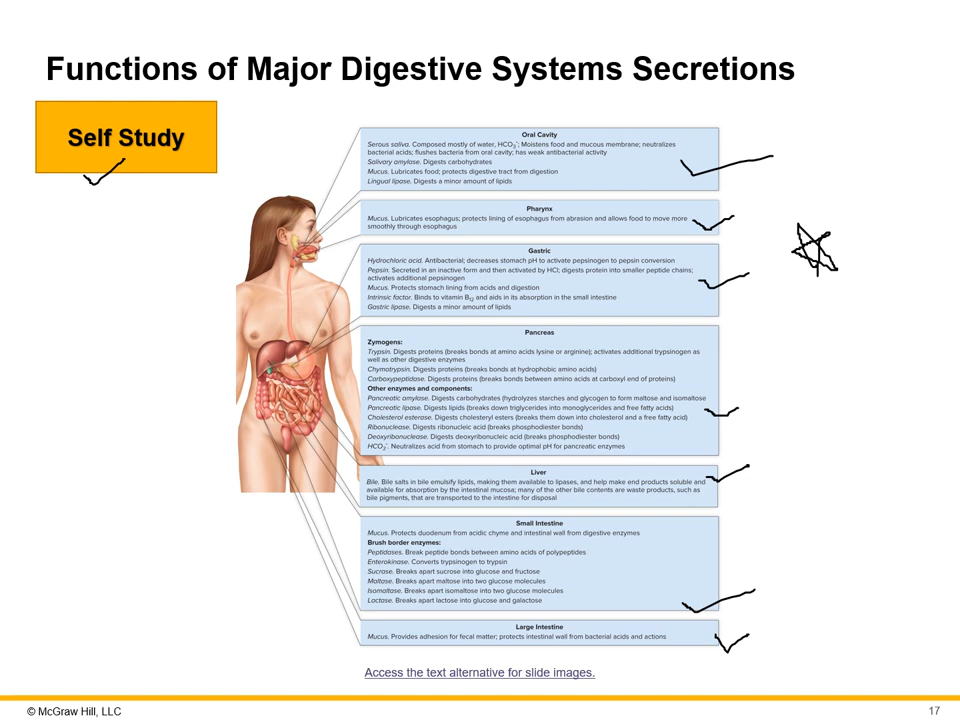 Functions of Major Digestive Systems Secretions
Self Study
Oral Cavity
Serous saliva. Composed mostly of water, HCO₃⁻; Moistens food and mucous membrane; neutralizes
bacterial acids; flushes bacteria from oral cavity; has weak antibacterial activity
Salivary amylase. Digests carbohydrates
Mucus. Lubricates food; protects digestive tract from digestion
Lingual lipase. Digests a minor amount of lipids
Pharynx
Mucus. Lubricates esophagus; protects lining of esophagus from abrasion and allows food to move more
smoothly through esophagus
Gastric
Hydrochloric acid. Antibacterial; decreases stomach pH to activate pepsinogen to pepsin conversion
Pepsin. Secreted in an inactive form and then activated by HCl; digests protein into smaller peptide chains;
activates additional pepsinogen
Mucus. Protects stomach lining from acids and digestion
Intrinsic factor. Binds to vitamin B₁₂ and aids in its absorption in the small intestine
Gastric lipase. Digests a minor amount of lipids
Pancreas
Zymogens:
Trypsin. Digests proteins (breaks bonds at amino acids lysine or arginine); activates additional trypsinogen as
well as other digestive enzymes
Chymotrypsin. Digests proteins (breaks bonds at hydrophobic amino acids)
Carboxypeptidase. Digests proteins (breaks bonds between amino acids at carboxyl end of proteins)
Other enzymes and components:
Pancreatic amylase. Digests carbohydrates (hydrolyzes starches and glycogen to form maltose and isomaltose
Pancreatic lipase. Digests lipids (breaks down triglycerides into monoglycerides and free fatty acids)
Cholesterol esterase. Digests cholesteryl esters (breaks them down into cholesterol and a free fatty acid)
Ribonuclease. Digests ribonucleic acid (breaks phosphodiester bonds)
Deoxyribonuclease. Digests deoxyribonucleic acid (breaks phosphodiester bonds)
HCO₃⁻. Neutralizes acid from stomach to provide optimal pH for pancreatic enzymes
Liver
Bile. Bile salts in bile emulsify lipids, making them available to lipases, and help make end products soluble and
available for absorption by the intestinal mucosa; many of the other bile contents are waste products, such as
bile pigments, that are transported to the intestine for disposal
Small Intestine
Mucus. Protects duodenum from acidic chyme and intestinal wall from digestive enzymes
Brush border enzymes:
Peptidases. Break peptide bonds between amino acids of polypeptides
Enterokinase. Converts trypsinogen to trypsin
Sucrase. Breaks apart sucrose into glucose and fructose
Maltase. Breaks apart maltose into two glucose molecules
Isomaltase. Breaks apart isomaltose into two glucose molecules
Lactase. Breaks apart lactose into glucose and galactose
Large Intestine
Mucus. Provides adhesion for fecal matter; protects intestinal wall from bacterial acids and actions
Access the text alternative for slide images.
© McGraw Hill, LLC
17